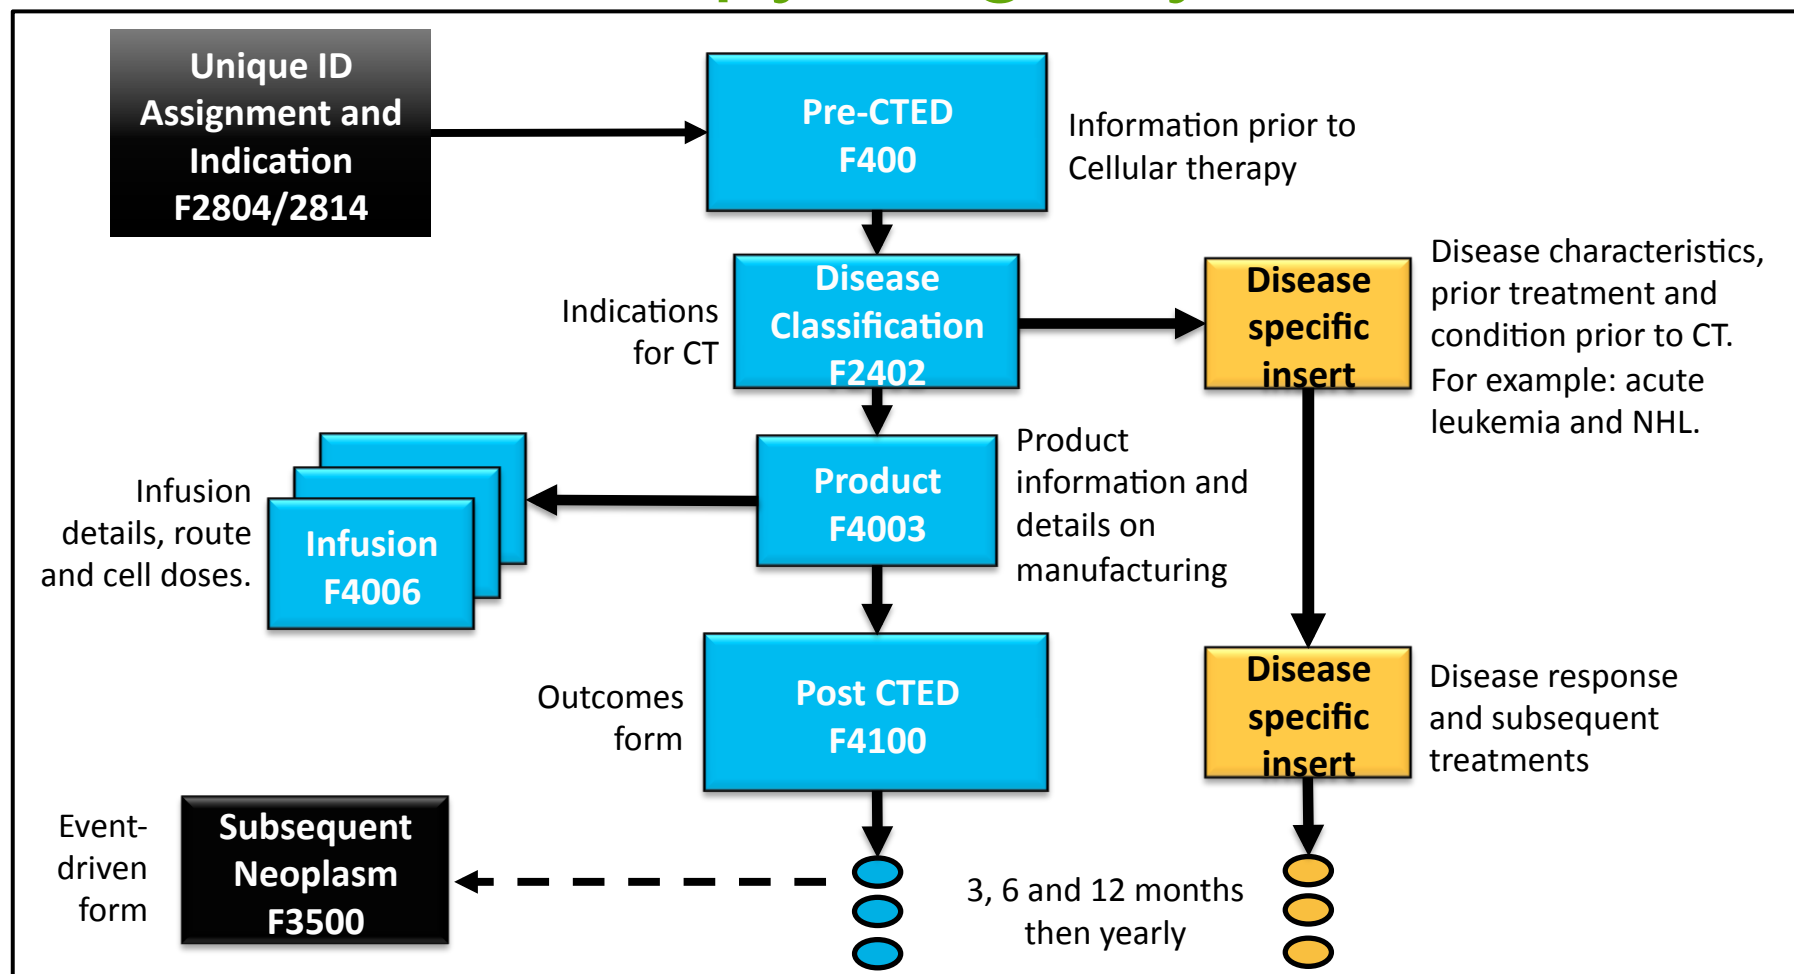 Unique ID
Assignment and
Indication
F2804/2814
Pre-CTED
F400
Information prior to
Cellular therapy
Indications
for CT
Disease
Classification
F2402
Disease
specific
insert
Disease characteristics,
prior treatment and
condition prior to CT.
For example: acute
leukemia and NHL.
Infusion
details, route
and cell doses.
Infusion
F4006
Product
F4003
Product
information and
details on
manufacturing
Outcomes
form
Post CTED
F4100
Disease
specific
insert
Disease response
and subsequent
treatments
Event-
driven
form
Subsequent
Neoplasm
F3500
3, 6 and 12 months
then yearly